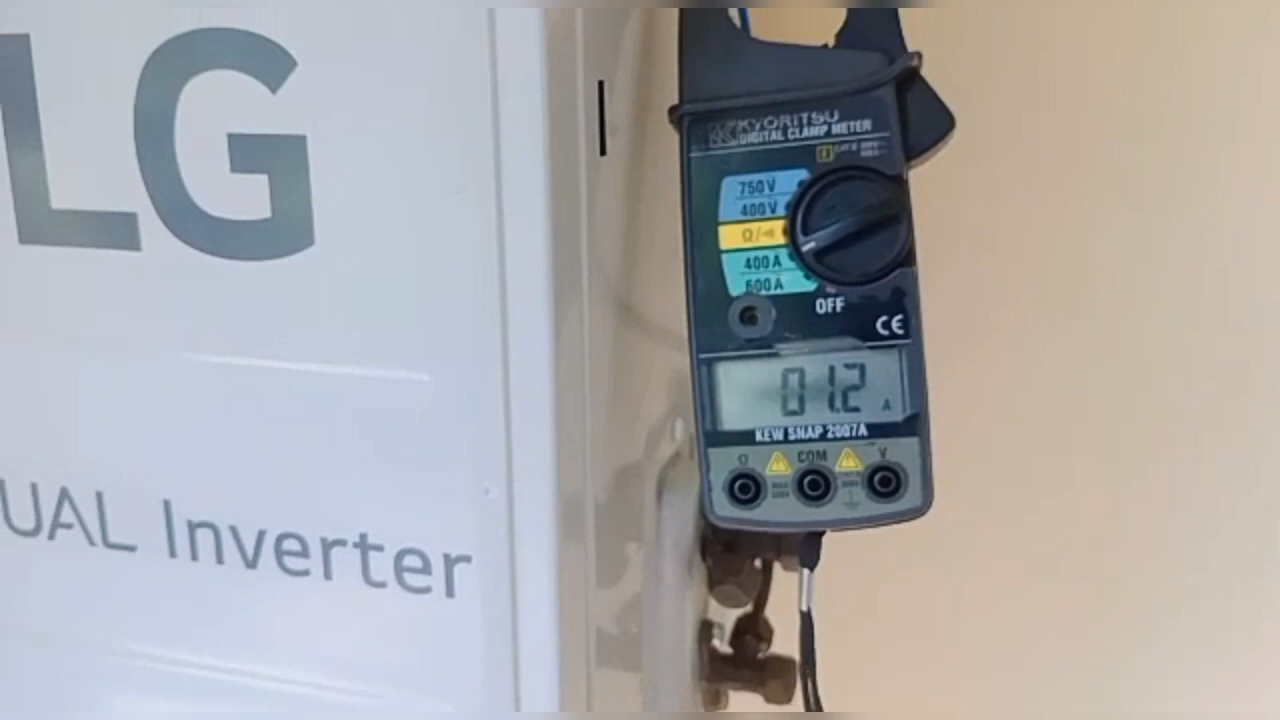 LG
UAL Inverter
KYORITSU
DIGITAL CLAMP METER
750V
400V
Ω
400A
600A
OFF
CE
01.2 A
KEW SNAP 2007A
Ω COM V